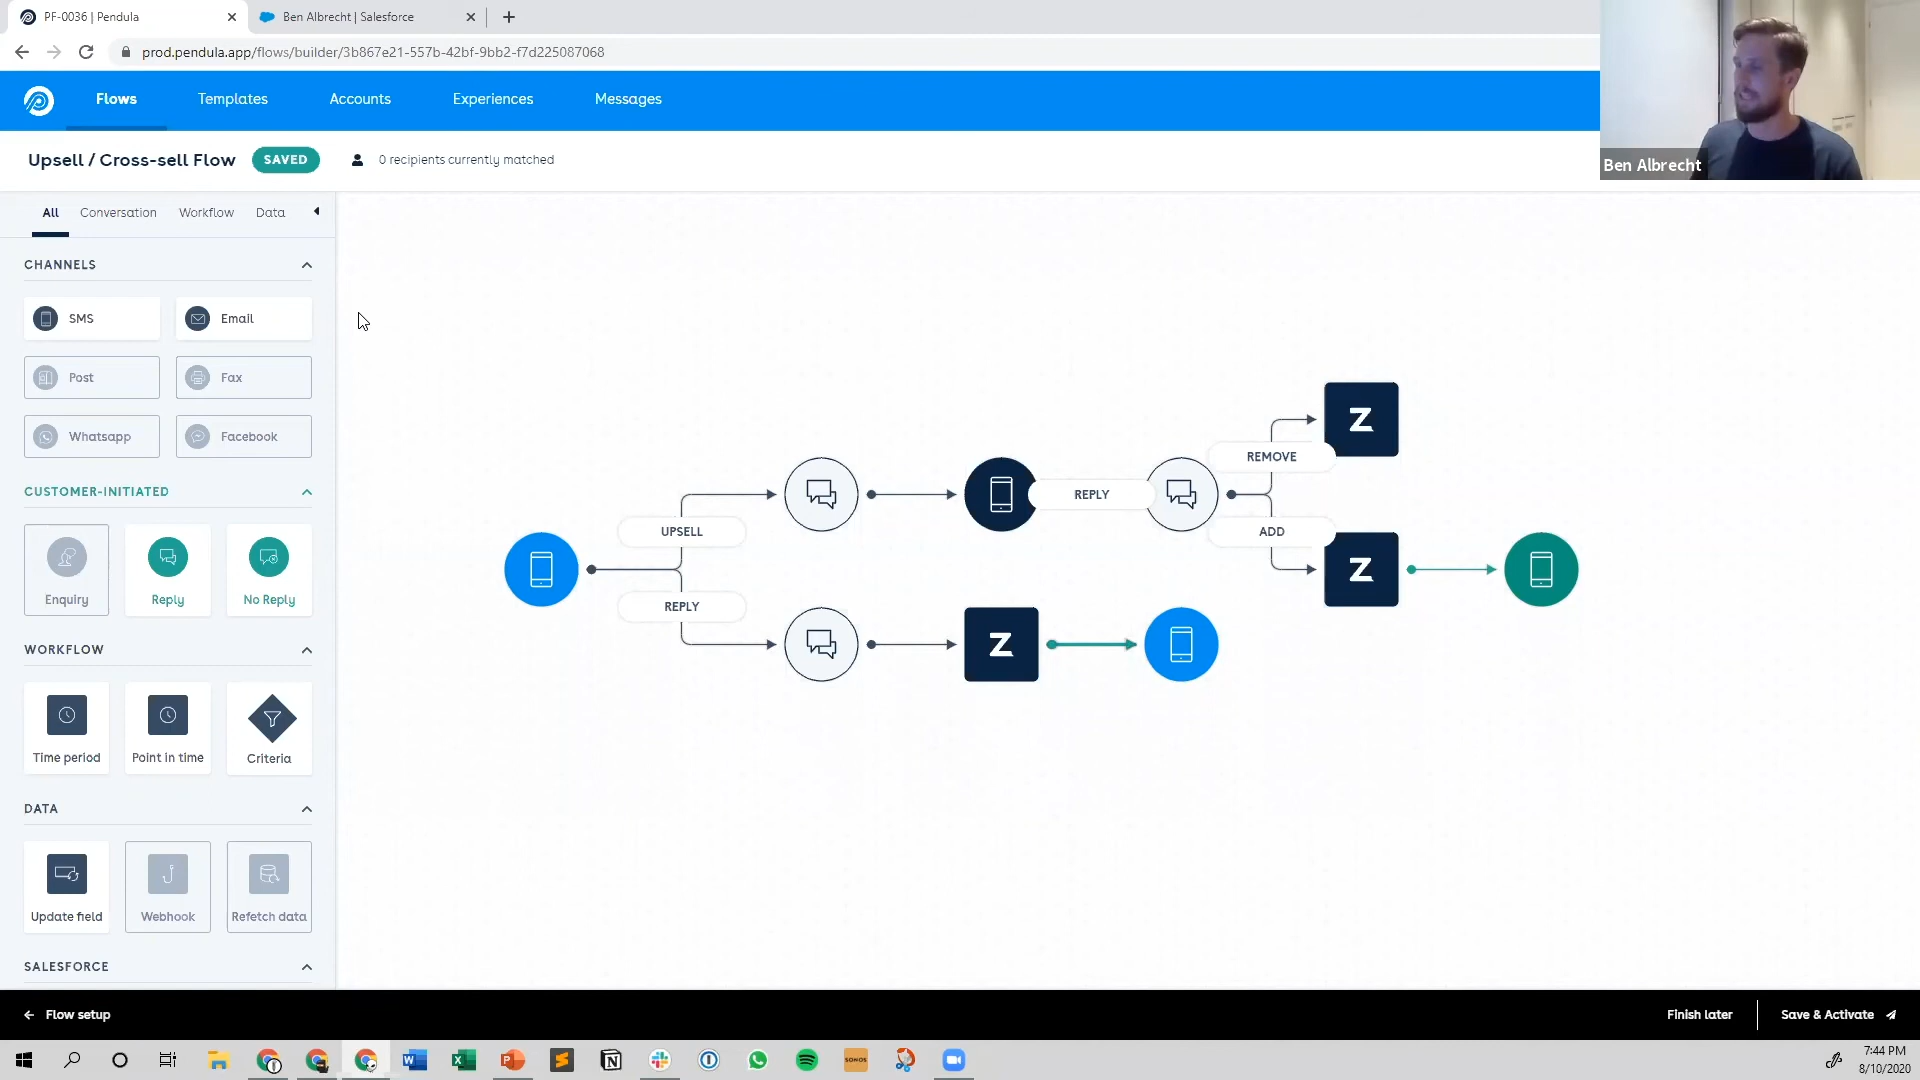 PF-0036 | Pendula
Ben Albrecht | Salesforce
prod.pendula.app/flows/builder/3b867e21-557b-42bf-9bb2-f7d225087068
Flows
Templates
Accounts
Experiences
Messages
Ben Albrecht
Upsell / Cross-sell Flow
SAVED
0 recipients currently matched
All
Conversation
Workflow
Data
CHANNELS
SMS
Email
Post
Fax
Whatsapp
Facebook
CUSTOMER-INITIATED
Enquiry
Reply
No Reply
WORKFLOW
Time period
Point in time
Criteria
DATA
Update field
Webhook
Refetch data
SALESFORCE
UPSELL
REPLY
REPLY
REMOVE
ADD
Z
Z
Z
Flow setup
Finish later
Save & Activate
SONOS
7:44 PM
8/10/2020